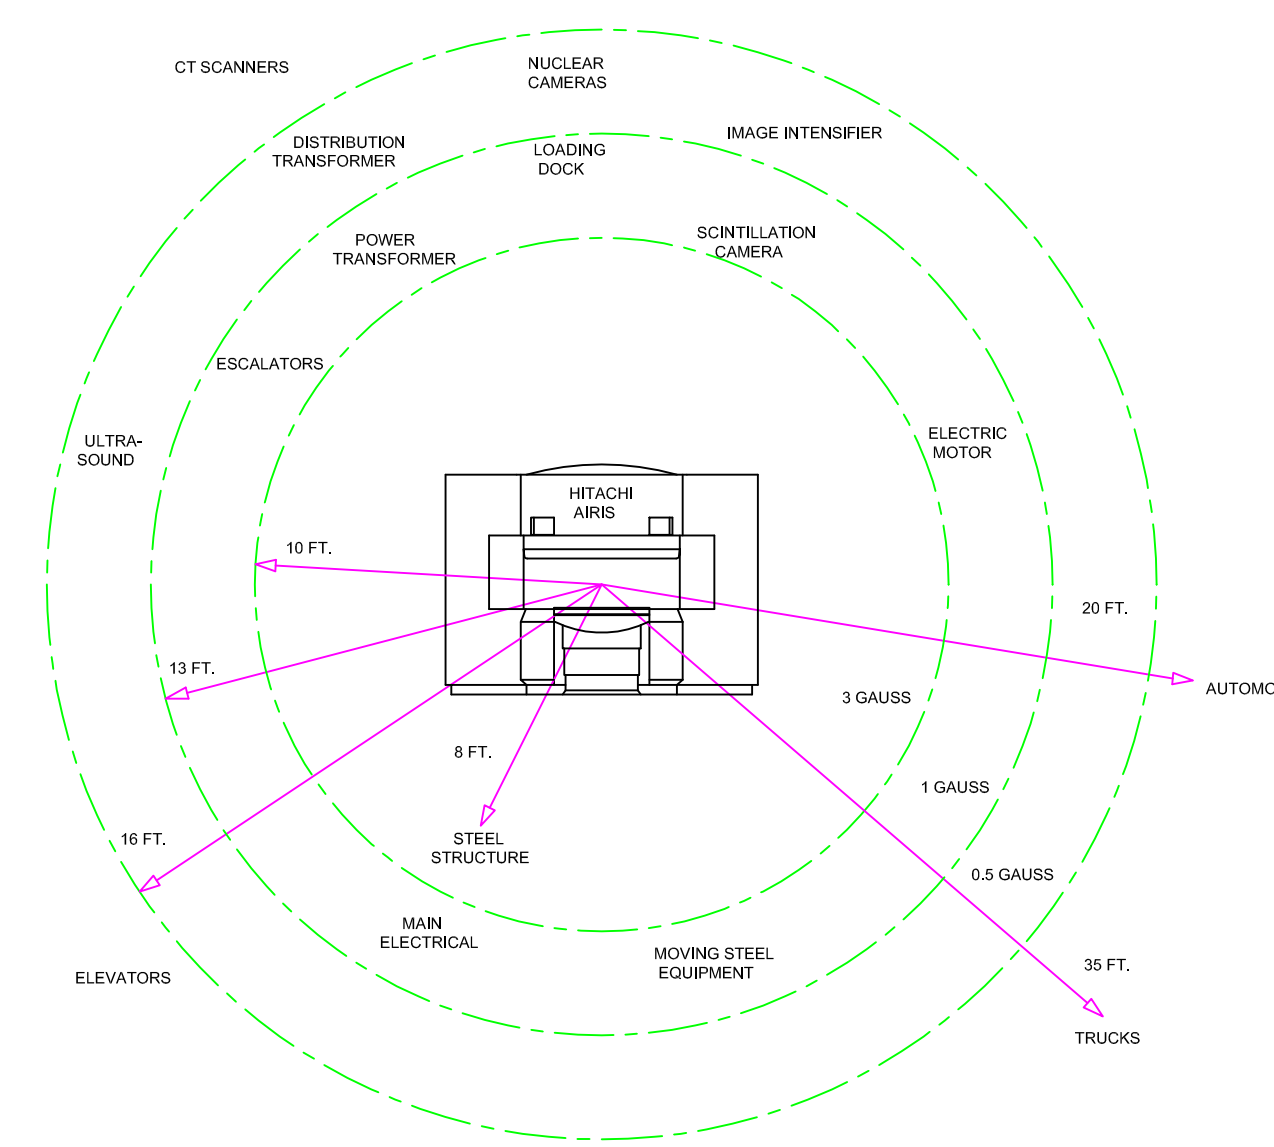 CT SCANNERS
NUCLEAR
CAMERAS
IMAGE INTENSIFIER
DISTRIBUTION
TRANSFORMER
LOADING
DOCK
POWER
TRANSFORMER
SCINTILLATION
CAMERA
ESCALATORS
ULTRA-
SOUND
ELECTRIC
MOTOR
HITACHI
AIRIS
10 FT.
20 FT.
13 FT.
3 GAUSS
AUTOMO
8 FT.
1 GAUSS
16 FT.
STEEL
STRUCTURE
0.5 GAUSS
MAIN
ELECTRICAL
MOVING STEEL
EQUIPMENT
35 FT.
ELEVATORS
TRUCKS